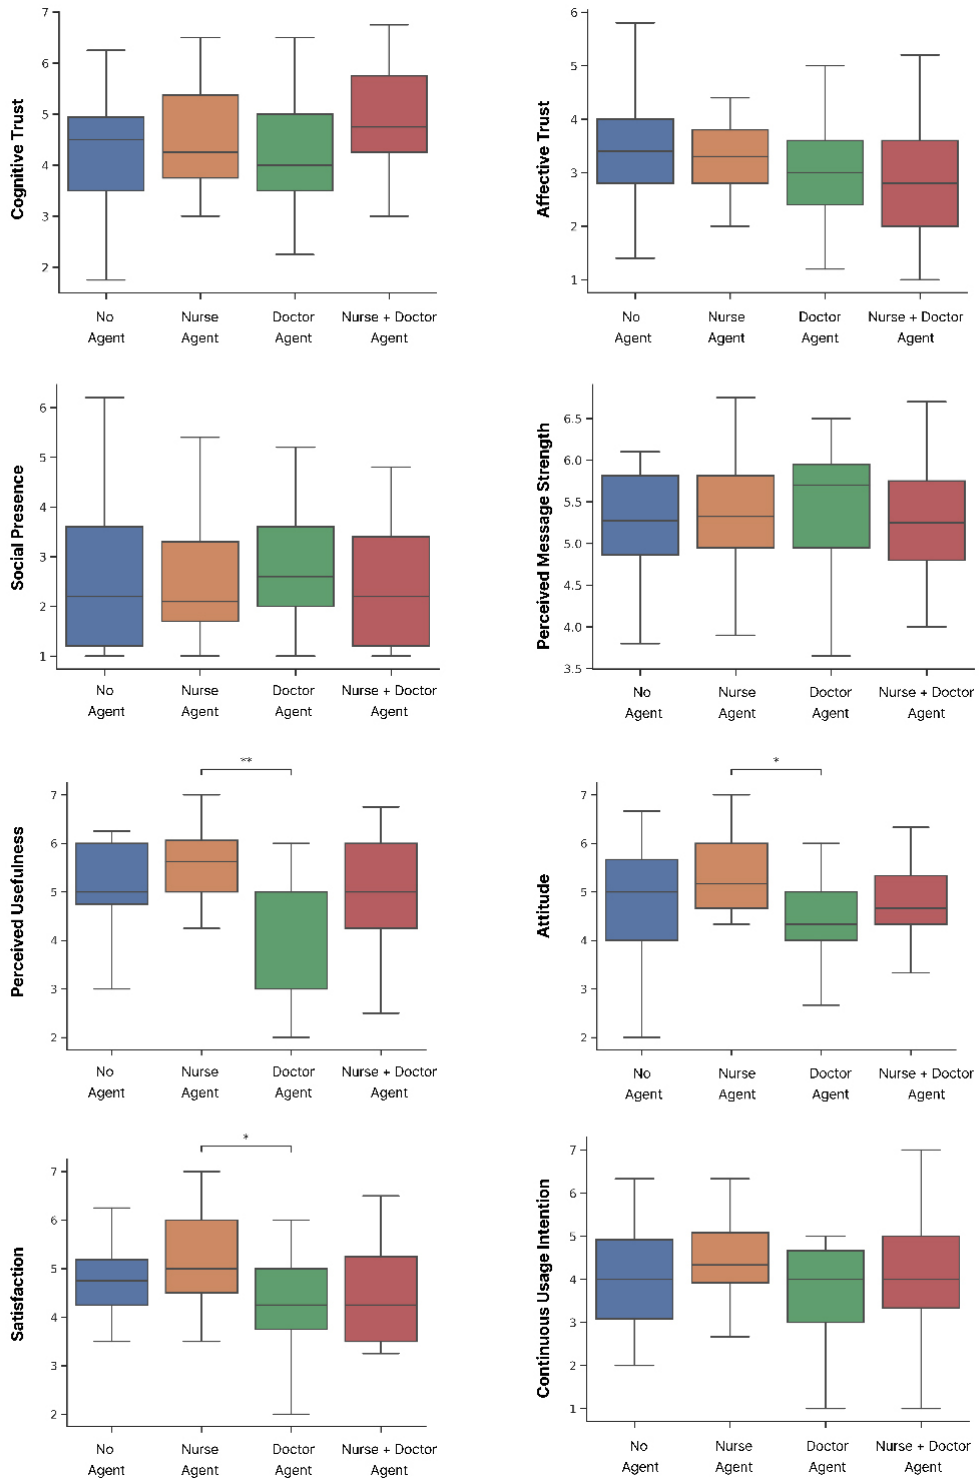 Cognitive Trust
7
6
5
4
3
2
No Agent
Nurse Agent
Doctor Agent
Nurse + Doctor Agent
Affective Trust
6
5
4
3
2
1
No Agent
Nurse Agent
Doctor Agent
Nurse + Doctor Agent
Social Presence
6
5
4
3
2
1
No Agent
Nurse Agent
Doctor Agent
Nurse + Doctor Agent
Perceived Message Strength
6.5
6.0
5.5
5.0
4.5
4.0
3.5
No Agent
Nurse Agent
Doctor Agent
Nurse + Doctor Agent
Perceived Usefulness
**
7
6
5
4
3
2
No Agent
Nurse Agent
Doctor Agent
Nurse + Doctor Agent
Attitude
*
7
6
5
4
3
2
No Agent
Nurse Agent
Doctor Agent
Nurse + Doctor Agent
Satisfaction
*
7
6
5
4
3
2
No Agent
Nurse Agent
Doctor Agent
Nurse + Doctor Agent
Continuous Usage Intention
7
6
5
4
3
2
1
No Agent
Nurse Agent
Doctor Agent
Nurse + Doctor Agent